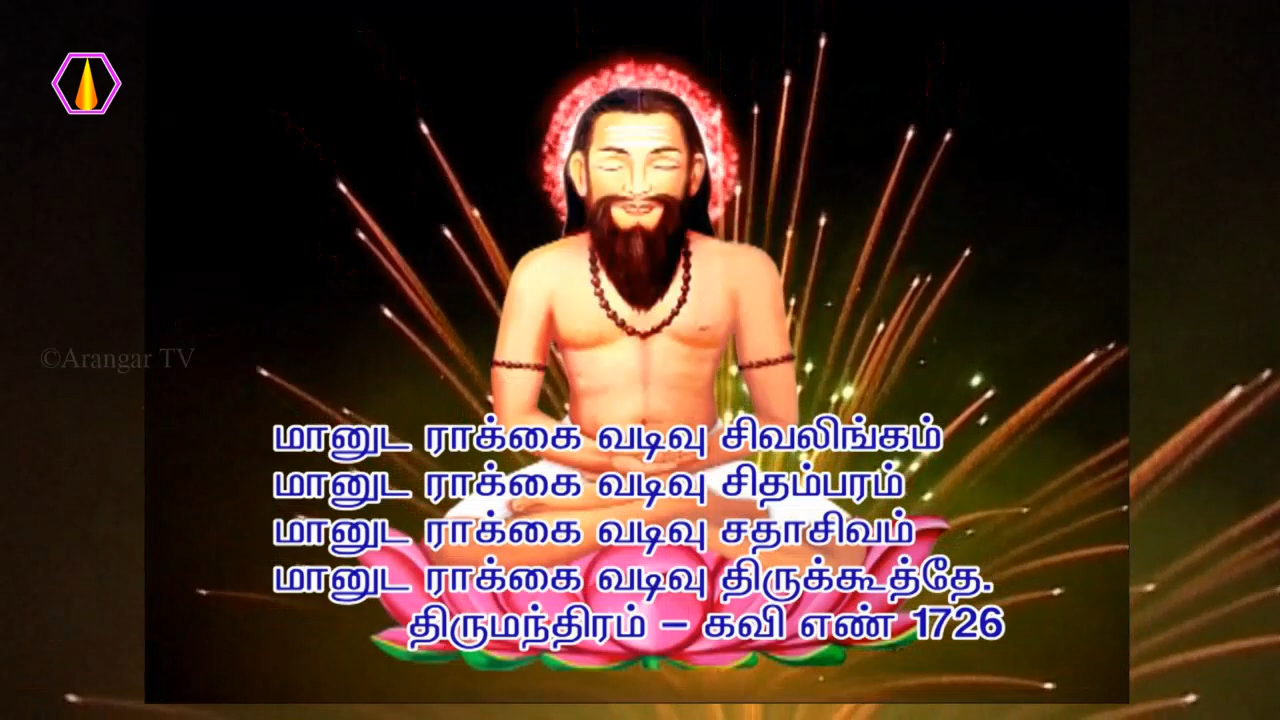 ©Arangar TV
மானுட ராக்கை வடிவு சிவலிங்கம்
மானுட ராக்கை வடிவு சிதம்பரம்
மானுட ராக்கை வடிவு சதாசிவம்
மானுட ராக்கை வடிவு திருக்கூத்தே.
திருமந்திரம் – கவி எண் 1726